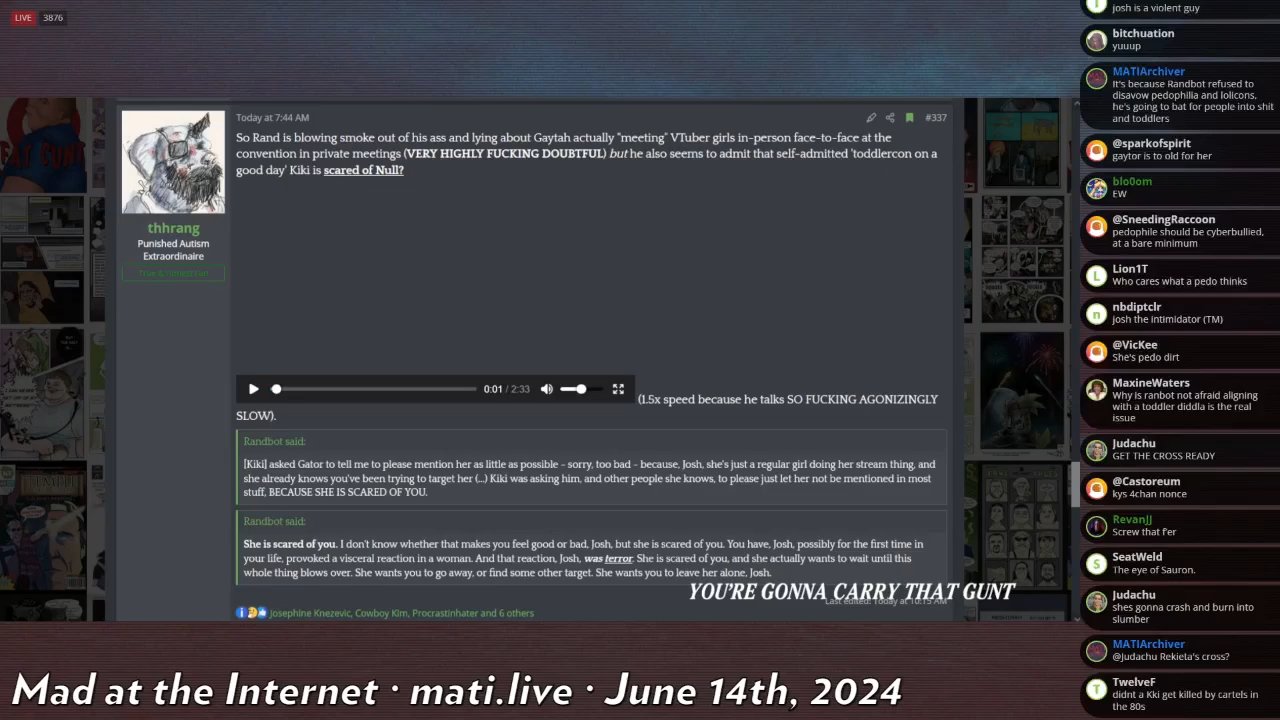 LIVE 3876
Today at 7:44 AM
#337
So Rand is blowing smoke out of his ass and lying about Gaytah actually "meeting" VTuber girls in-person face-to-face at the
convention in private meetings (VERY HIGHLY FUCKING DOUBTFUL) but he also seems to admit that self-admitted 'toddlercon on a
good day' Kiki is scared of Null?
thhrang
Punished Autism
Extraordinaire
True & Honest Fan
0:01 / 2:33
(1.5x speed because he talks SO FUCKING AGONIZINGLY
SLOW).
Randbot said:
[Kiki] asked Gator to tell me to please mention her as little as possible - sorry, too bad - because, Josh, she's just a regular girl doing her stream thing, and
she already knows you've been trying to target her (...) Kiki was asking him, and other people she knows, to please just let her not be mentioned in most
stuff, BECAUSE SHE IS SCARED OF YOU.
Randbot said:
She is scared of you. I don't know whether that makes you feel good or bad, Josh, but she is scared of you. You have, Josh, possibly for the first time in
your life, provoked a visceral reaction in a woman. And that reaction, Josh, was terror. She is scared of you, and she actually wants to wait until this
whole thing blows over. She wants you to go away, or find some other target. She wants you to leave her alone, Josh.
YOU'RE GONNA CARRY THAT GUNT
Last edited: Today at 10:15 AM
Josephine Knezevic, Cowboy Kim, Procrastinhater and 6 others
Mad at the Internet · mati.live · June 14th, 2024
josh is a violent guy
bitchuation
yuuup
MATIArchiver
It's because Randbot refused to
disavow pedophilia and lolicons,
he's going to bat for people into shit
and toddlers
@sparkofspirit
gaytor is to old for her
blo0om
EW
@SneedingRaccoon
pedophile should be cyberbullied,
at a bare minimum
Lion1T
Who cares what a pedo thinks
nbdiptclr
josh the intimidator (TM)
@VicKee
She's pedo dirt
MaxineWaters
Why is ranbot not afraid aligning
with a toddler diddla is the real
issue
Judachu
GET THE CROSS READY
@Castoreum
kys 4chan nonce
RevanJJ
Screw that f'er
SeatWeld
The eye of Sauron.
Judachu
shes gonna crash and burn into
slumber
MATIArchiver
@Judachu Rekieta's cross?
TwelveF
didnt a Kki get killed by cartels in
the 80s